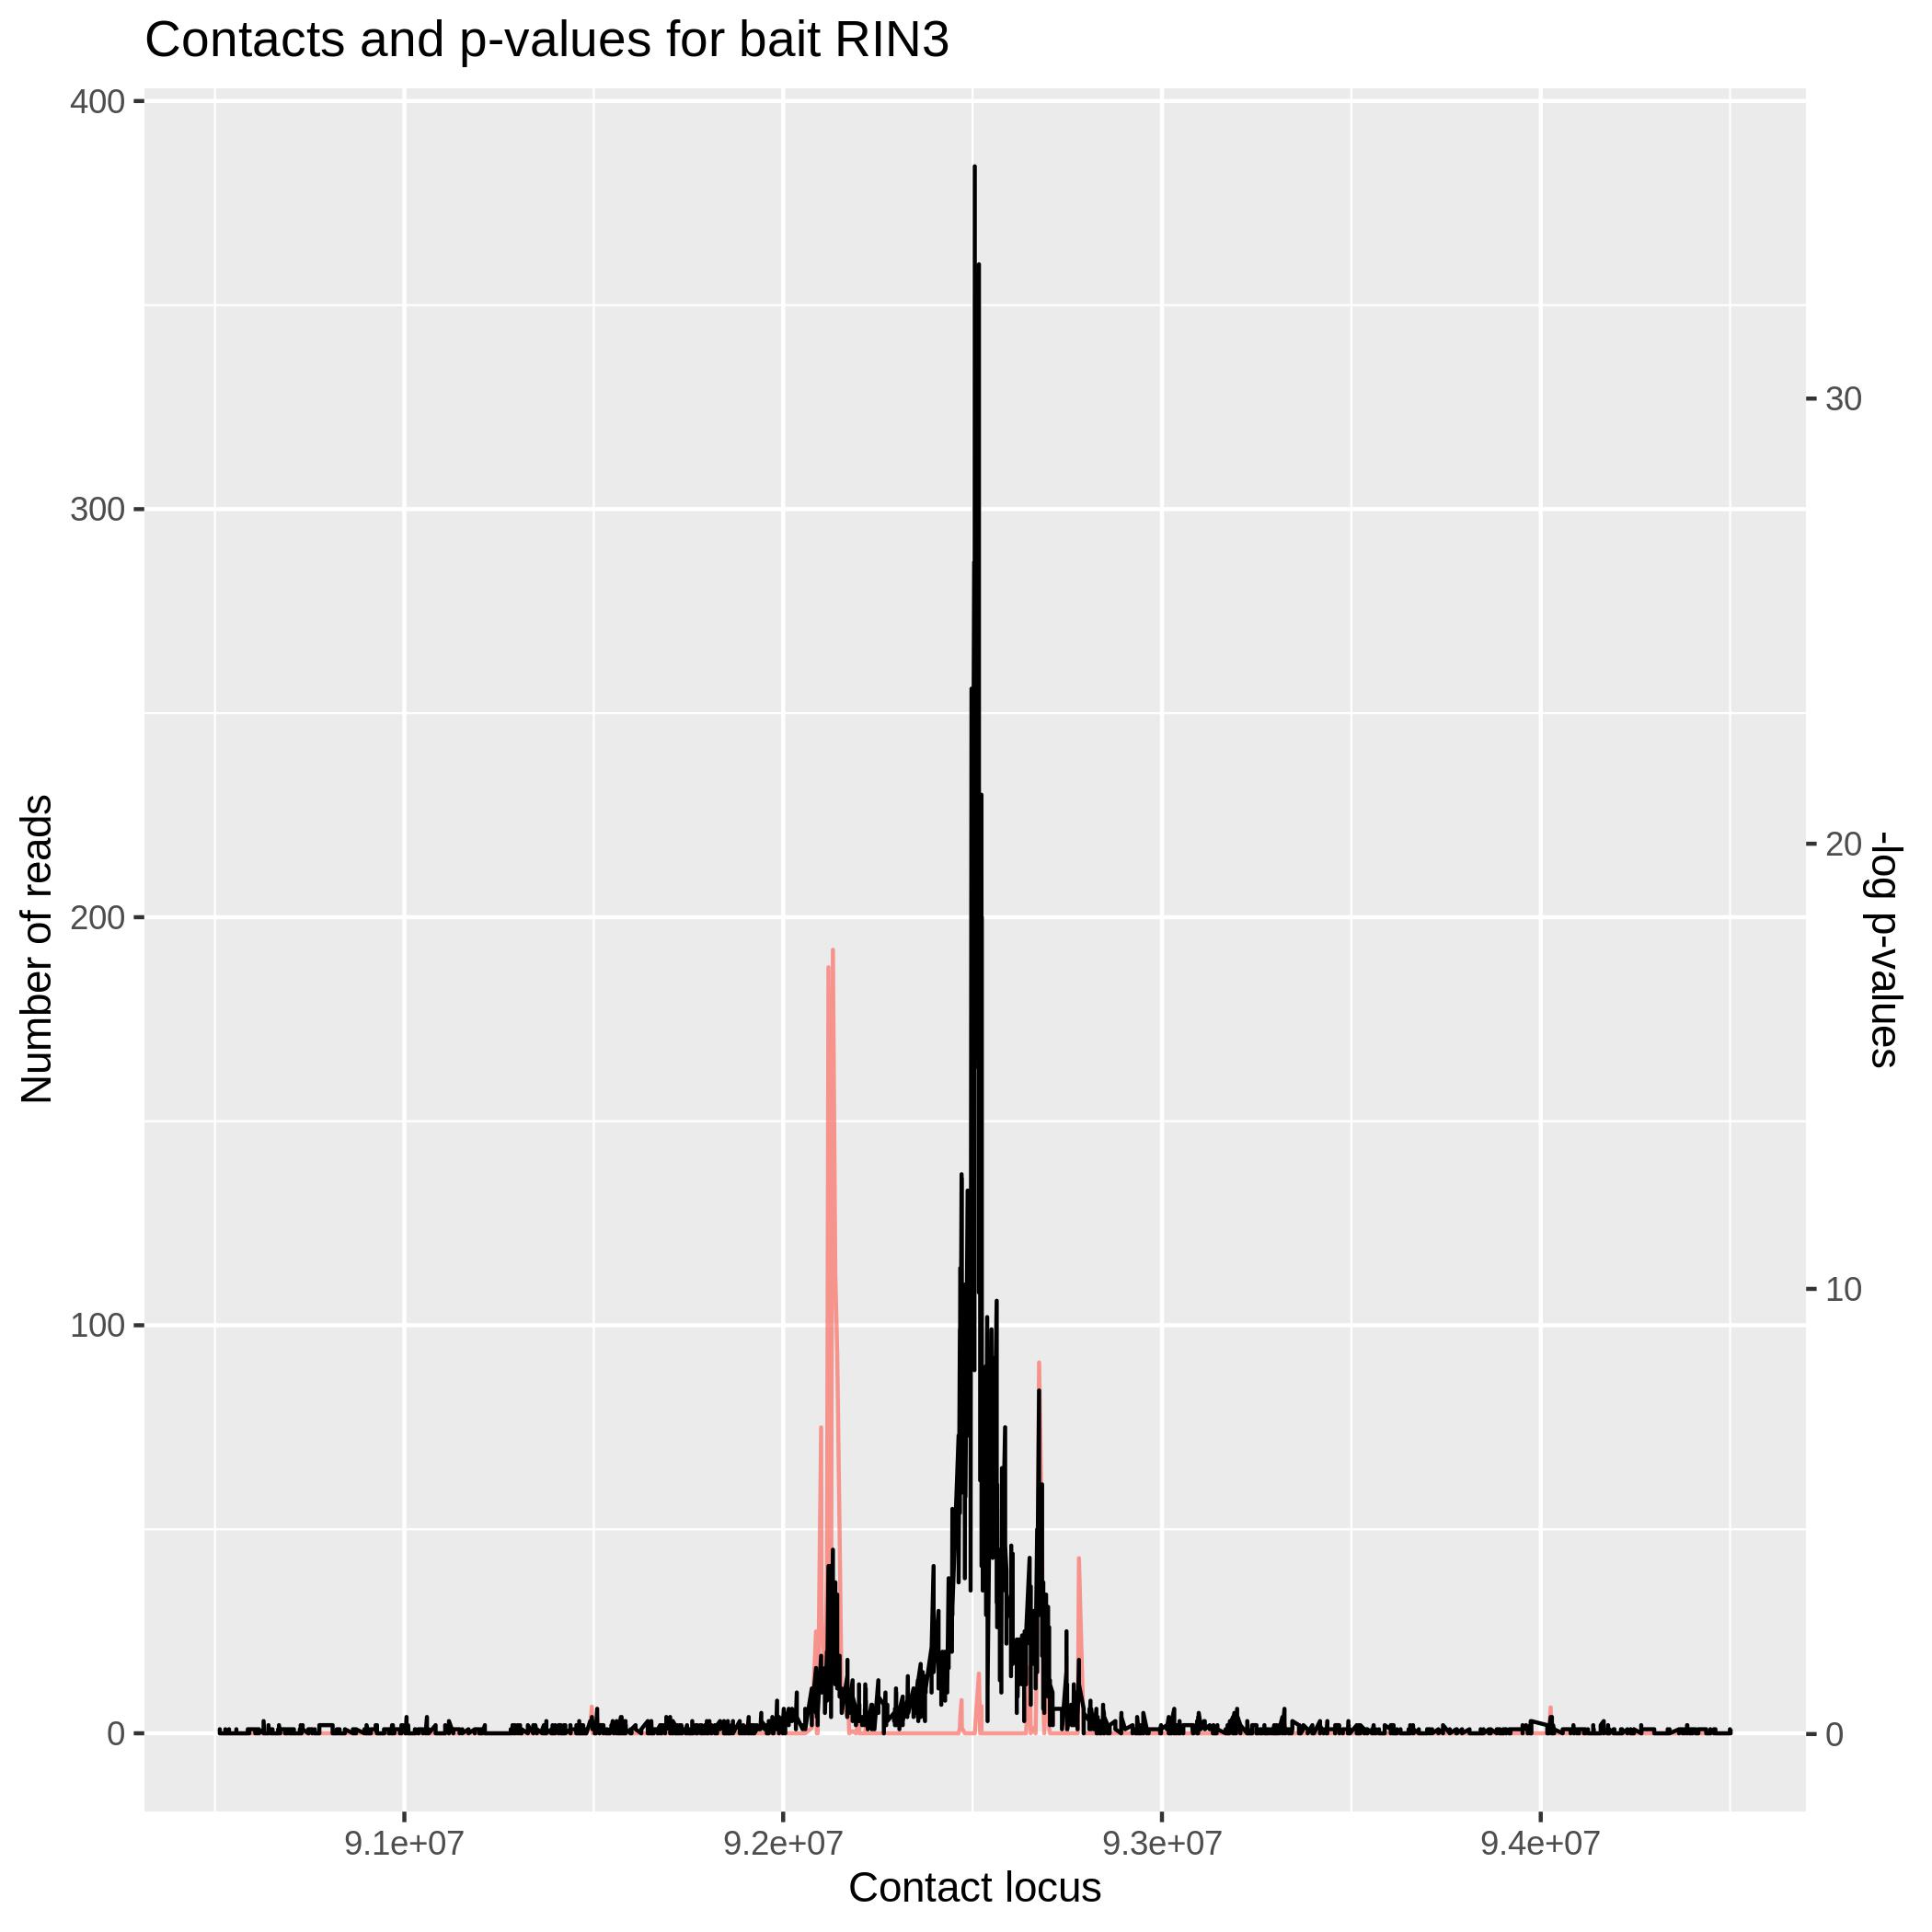 Contacts and p-values for bait RIN3
400
300
200
100
0
Number of reads
30
20
10
0
-log p-values
9.1e+07
9.2e+07
9.3e+07
9.4e+07
Contact locus